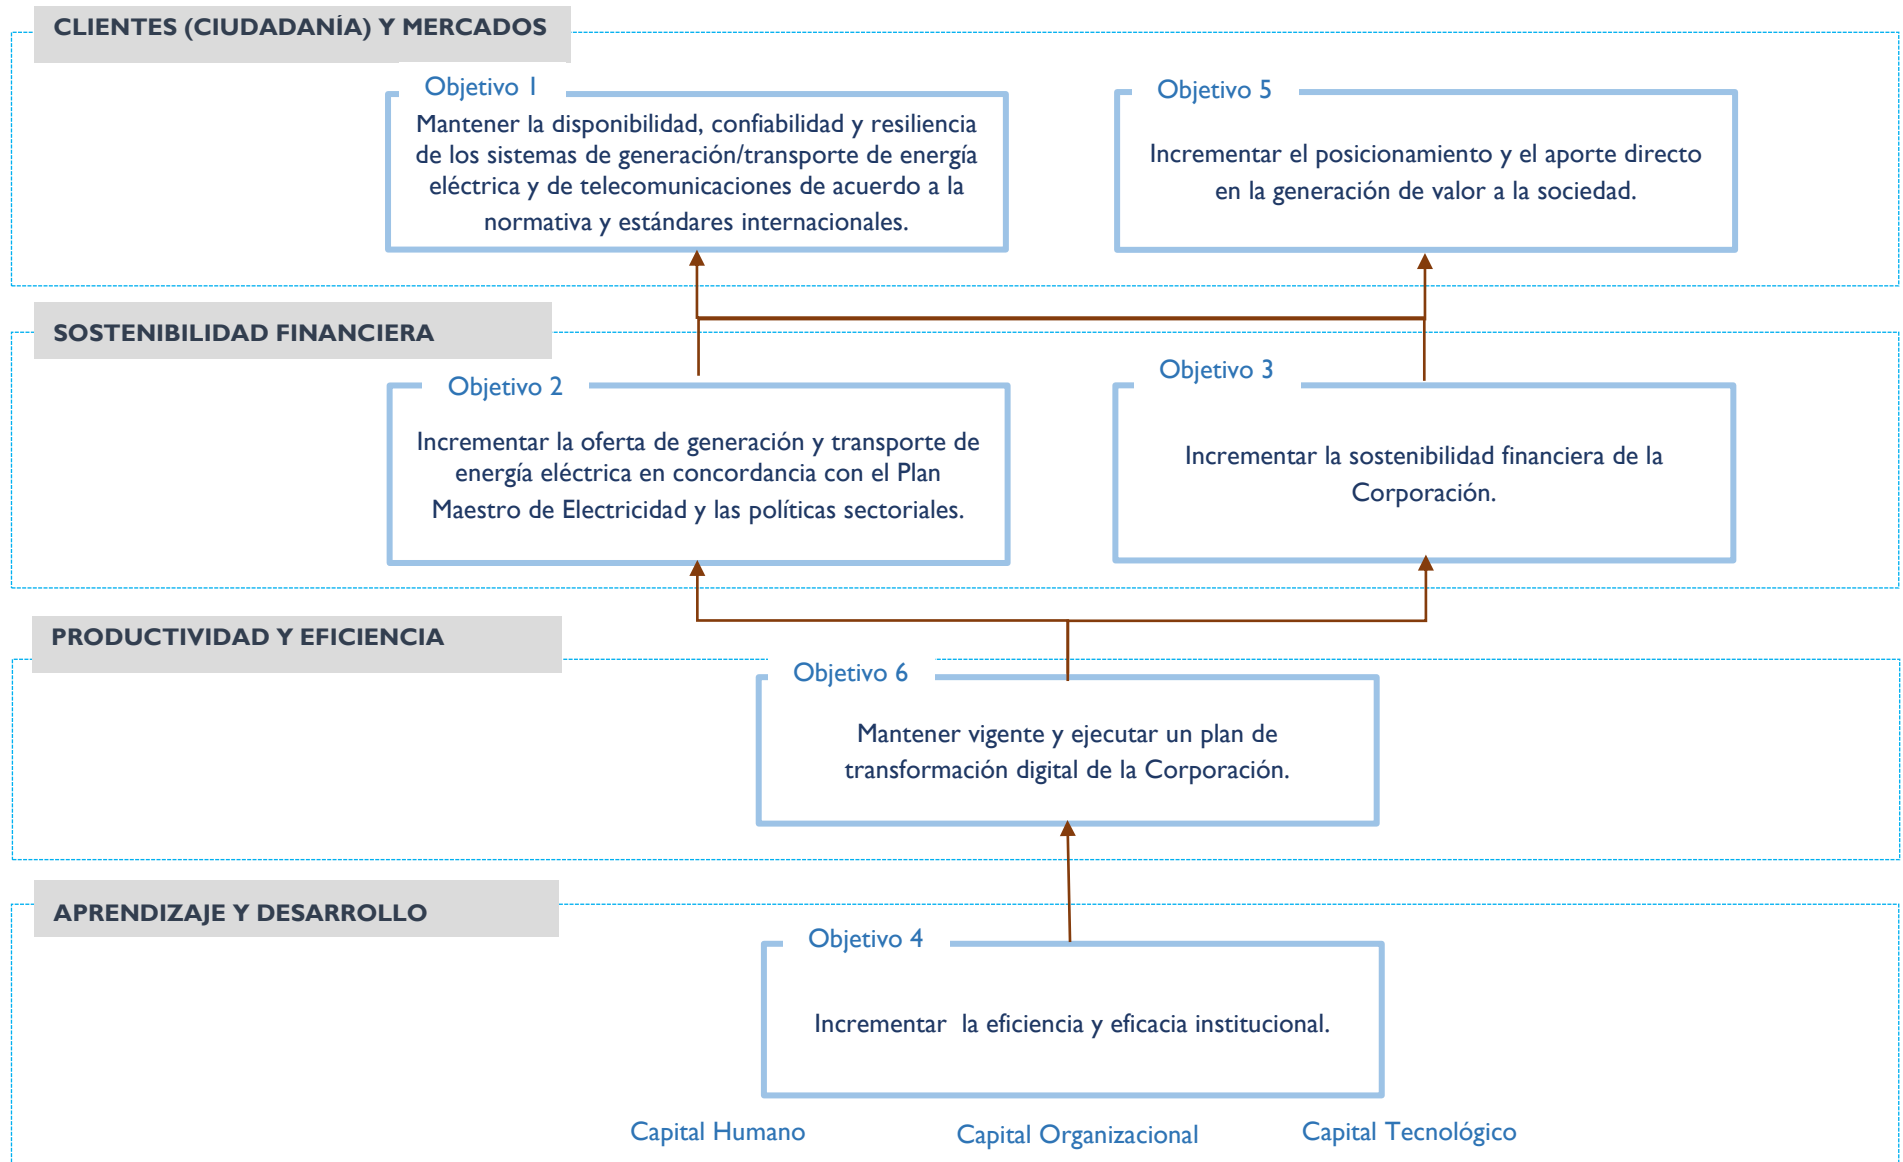 CLIENTES (CIUDADANÍA) Y MERCADOS
Objetivo 1
Mantener la disponibilidad, confiabilidad y resiliencia
de los sistemas de generación/transporte de energía
eléctrica y de telecomunicaciones de acuerdo a la
normativa y estándares internacionales.
Objetivo 5
Incrementar el posicionamiento y el aporte directo
en la generación de valor a la sociedad.
SOSTENIBILIDAD FINANCIERA
Objetivo 2
Incrementar la oferta de generación y transporte de
energía eléctrica en concordancia con el Plan
Maestro de Electricidad y las políticas sectoriales.
Objetivo 3
Incrementar la sostenibilidad financiera de la
Corporación.
PRODUCTIVIDAD Y EFICIENCIA
Objetivo 6
Mantener vigente y ejecutar un plan de
transformación digital de la Corporación.
APRENDIZAJE Y DESARROLLO
Objetivo 4
Incrementar la eficiencia y eficacia institucional.
Capital Humano
Capital Organizacional
Capital Tecnológico